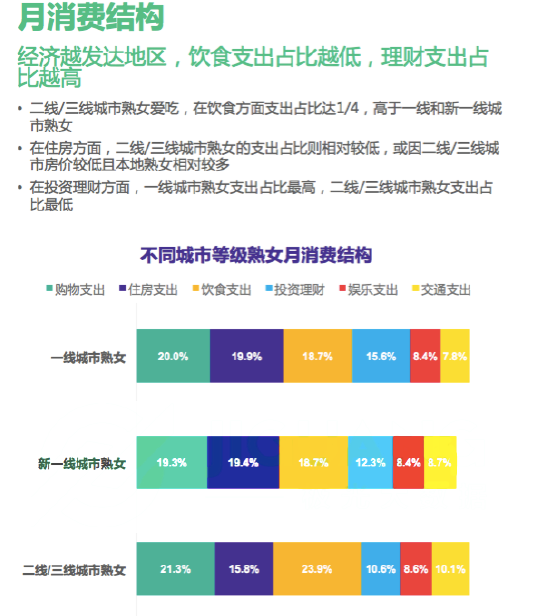 月消费结构
经济越发达地区，饮食支出占比越低，理财支出占
比越高
• 二线/三线城市熟女爱吃，在饮食方面支出占比达1/4，高于一线和新一线城
市熟女
• 在住房方面，二线/三线城市熟女的支出占比则相对较低，或因二线/三线城
市房价较低且本地熟女相对较多
• 在投资理财方面，一线城市熟女支出占比最高，二线/三线城市熟女支出占
比最低
不同城市等级熟女月消费结构
购物支出 住房支出 饮食支出 投资理财 娱乐支出 交通支出
一线城市熟女 20.0% 19.9% 18.7% 15.6% 8.4% 7.8%
新一线城市熟女 19.3% 19.4% 18.7% 12.3% 8.4% 8.7%
二线/三线城市熟女 21.3% 15.8% 23.9% 10.6% 8.6% 10.1%